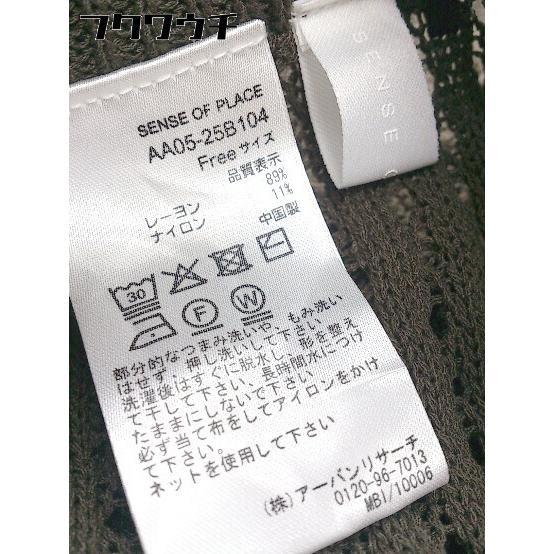 フクワウチ
SENSE
SENSE OF PLACE
AA05-25B104
Freeサイズ
品質表示
レーヨン 89%
ナイロン 11%
中国製
30
F
W
部分的なつまみ洗いや、もみ洗い
はせず、押し洗いして下さい。
洗濯後はすぐに脱水し、形を整え
て干して下さい、長時間水につけ
たままにしないで下さい。
必ず当て布をしてアイロンをかけ
て下さい。
ネットを使用して下さい
(株)アーバンリサーチ
0120-96-7013
MBI/10006